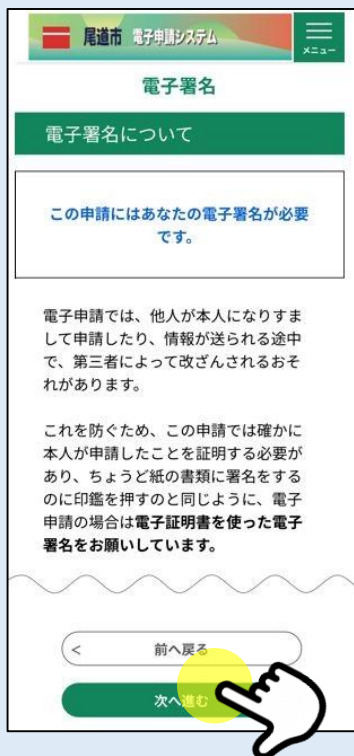 尾道市 電子申請システム
メニュー
電子署名
電子署名について
この申請にはあなたの電子署名が必要
です。
電子申請では、他人が本人になりすま
して申請したり、情報が送られる途中
で、第三者によって改ざんされるおそ
れがあります。
これを防ぐため、この申請では確かに
本人が申請したことを証明する必要が
あり、ちょうど紙の書類に署名をする
のに印鑑を押すのと同じように、電子
申請の場合は電子証明書を使った電子
署名をお願いしています。
< 前へ戻る
次へ進む